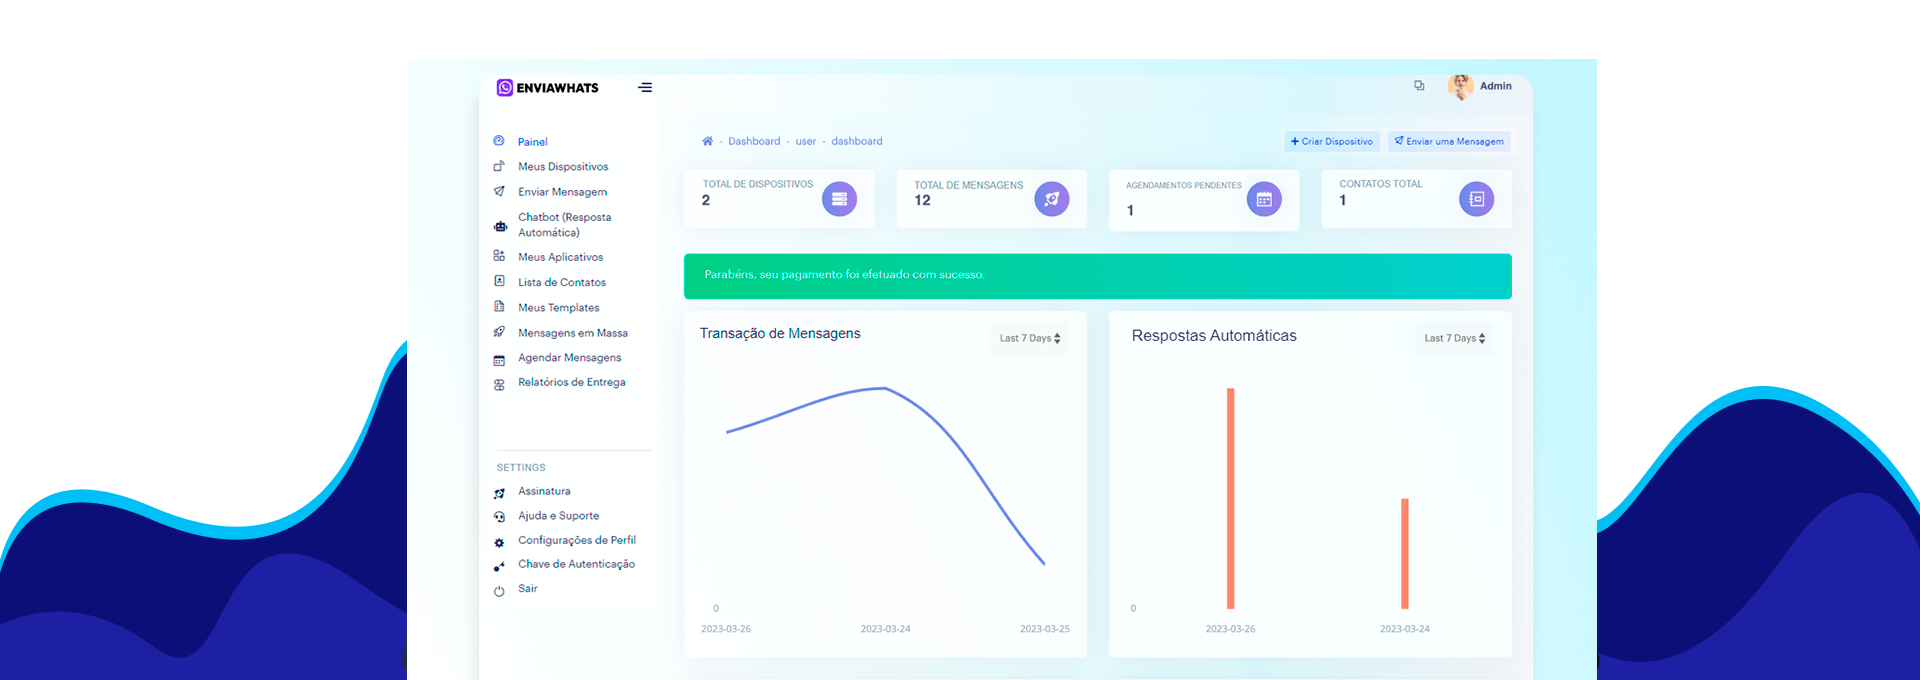 ENVIAWHATS
Admin
Painel
Meus Dispositivos
Enviar Mensagem
Chatbot (Resposta
Automática)
Meus Aplicativos
Lista de Contatos
Meus Templates
Mensagens em Massa
Agendar Mensagens
Relatórios de Entrega
SETTINGS
Assinatura
Ajuda e Suporte
Configurações de Perfil
Chave de Autenticação
Sair
- Dashboard - user - dashboard
+ Criar Dispositivo
Enviar uma Mensagem
TOTAL DE DISPOSITIVOS
2
TOTAL DE MENSAGENS
12
AGENDAMENTOS PENDENTES
1
CONTATOS TOTAL
1
Parabéns, seu pagamento foi efetuado com sucesso.
Transação de Mensagens
Last 7 Days
0
2023-03-26 2023-03-24 2023-03-25
Respostas Automáticas
Last 7 Days
0
2023-03-26 2023-03-24